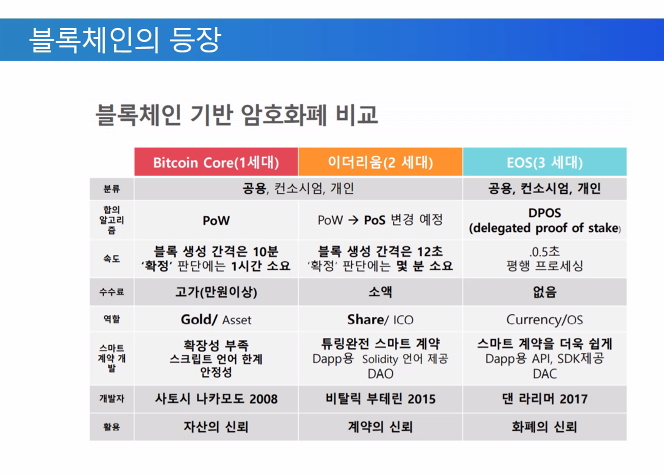 블록체인의 등장
블록체인 기반 암호화폐 비교
Bitcoin Core(1세대) 이더리움(2 세대) EOS(3 세대)
분류 공용, 컨소시엄, 개인 공용, 컨소시엄, 개인
합의
알고리
즘
PoW PoW → PoS 변경 예정 DPOS
(delegated proof of stake)
속도
블록 생성 간격은 10분 블록 생성 간격은 12초 .0.5초
‘확정’ 판단에는 1시간 소요 ‘확정’ 판단에는 몇 분 소요 평행 프로세싱
수수료 고가(만원이상) 소액 없음
역할 Gold/ Asset Share/ ICO Currency/OS
스마트
계약 개
발
확장성 부족 튜링완전 스마트 계약 스마트 계약을 더욱 쉽게
스크립트 언어 한계 Dapp용 Solidity 언어 제공 Dapp용 API, SDK제공
안정성 DAO DAC
개발자 사토시 나카모도 2008 비탈릭 부테린 2015 댄 라리머 2017
활용 자산의 신뢰 계약의 신뢰 화폐의 신뢰